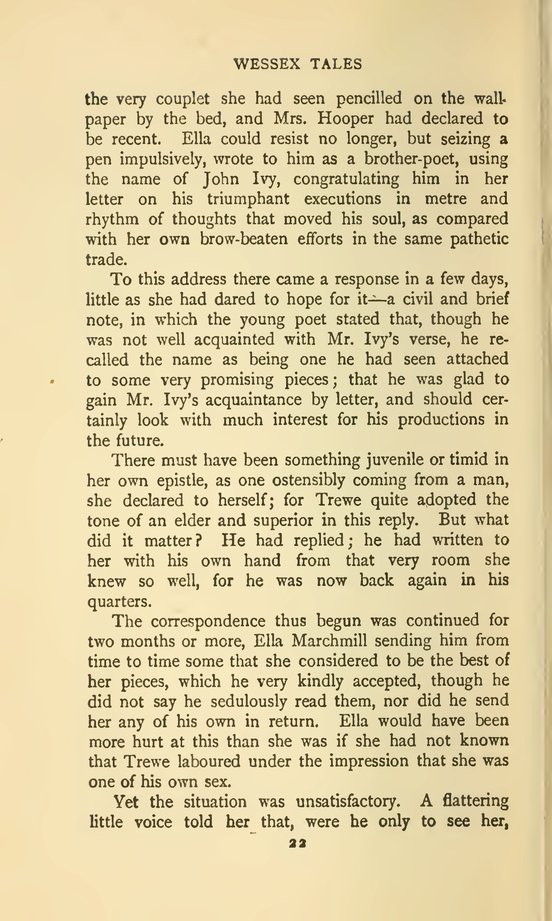 WESSEX TALES
the very couplet she had seen pencilled on the wall-
paper by the bed, and Mrs. Hooper had declared to
be recent. Ella could resist no longer, but seizing a
pen impulsively, wrote to him as a brother-poet, using
the name of John Ivy, congratulating him in her
letter on his triumphant executions in metre and
rhythm of thoughts that moved his soul, as compared
with her own brow-beaten efforts in the same pathetic
trade.
To this address there came a response in a few days,
little as she had dared to hope for it—a civil and brief
note, in which the young poet stated that, though he
was not well acquainted with Mr. Ivy's verse, he re-
called the name as being one he had seen attached
to some very promising pieces; that he was glad to
gain Mr. Ivy's acquaintance by letter, and should cer-
tainly look with much interest for his productions in
the future.
There must have been something juvenile or timid in
her own epistle, as one ostensibly coming from a man,
she declared to herself; for Trewe quite adopted the
tone of an elder and superior in this reply. But what
did it matter? He had replied; he had written to
her with his own hand from that very room she
knew so well, for he was now back again in his
quarters.
The correspondence thus begun was continued for
two months or more, Ella Marchmill sending him from
time to time some that she considered to be the best of
her pieces, which he very kindly accepted, though he
did not say he sedulously read them, nor did he send
her any of his own in return. Ella would have been
more hurt at this than she was if she had not known
that Trewe laboured under the impression that she was
one of his own sex.
Yet the situation was unsatisfactory. A flattering
little voice told her that, were he only to see her,
22